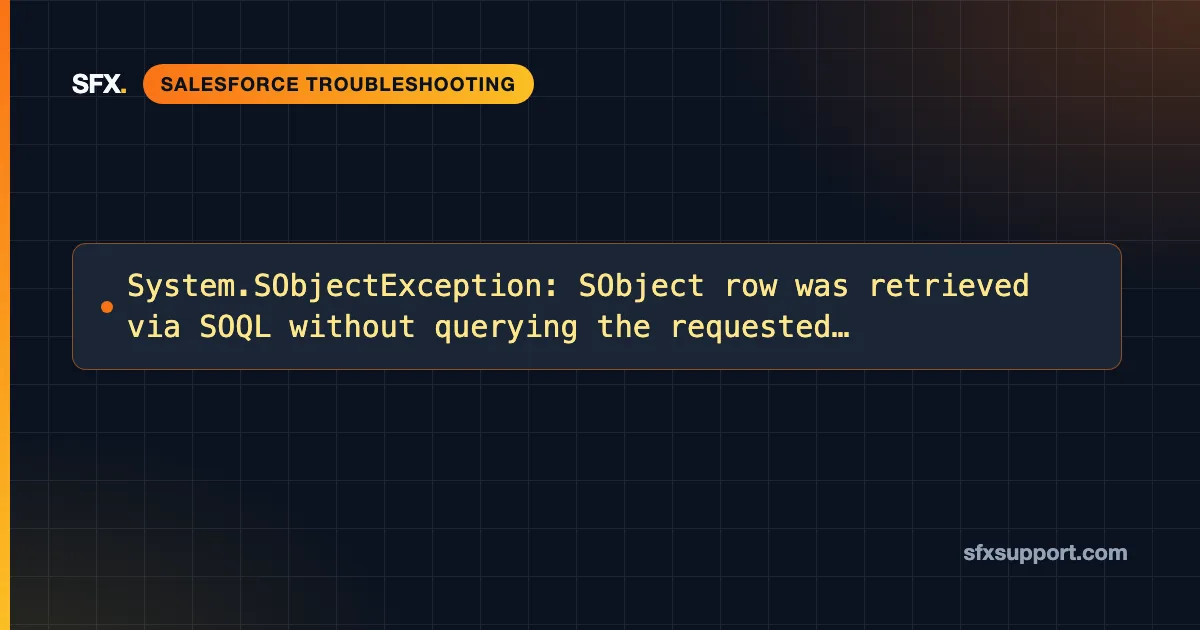 SFX.
SALESFORCE TROUBLESHOOTING
System.SObjectException: SObject row was retrieved
via SOQL without querying the requested…
sfxsupport.com